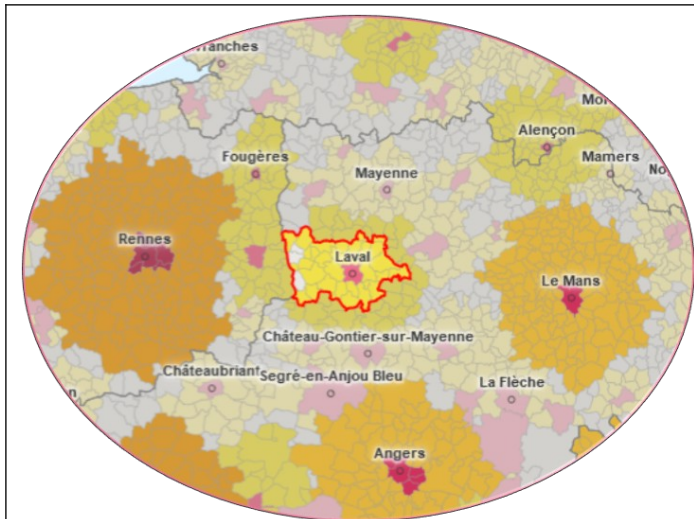 Fougères
Mayenne
Alençon
Mamers
Rennes
Laval
Le Mans
Château-Gontier-sur-Mayenne
Châteaubriant
Segré-en-Anjou Bleu
La Flèche
Angers